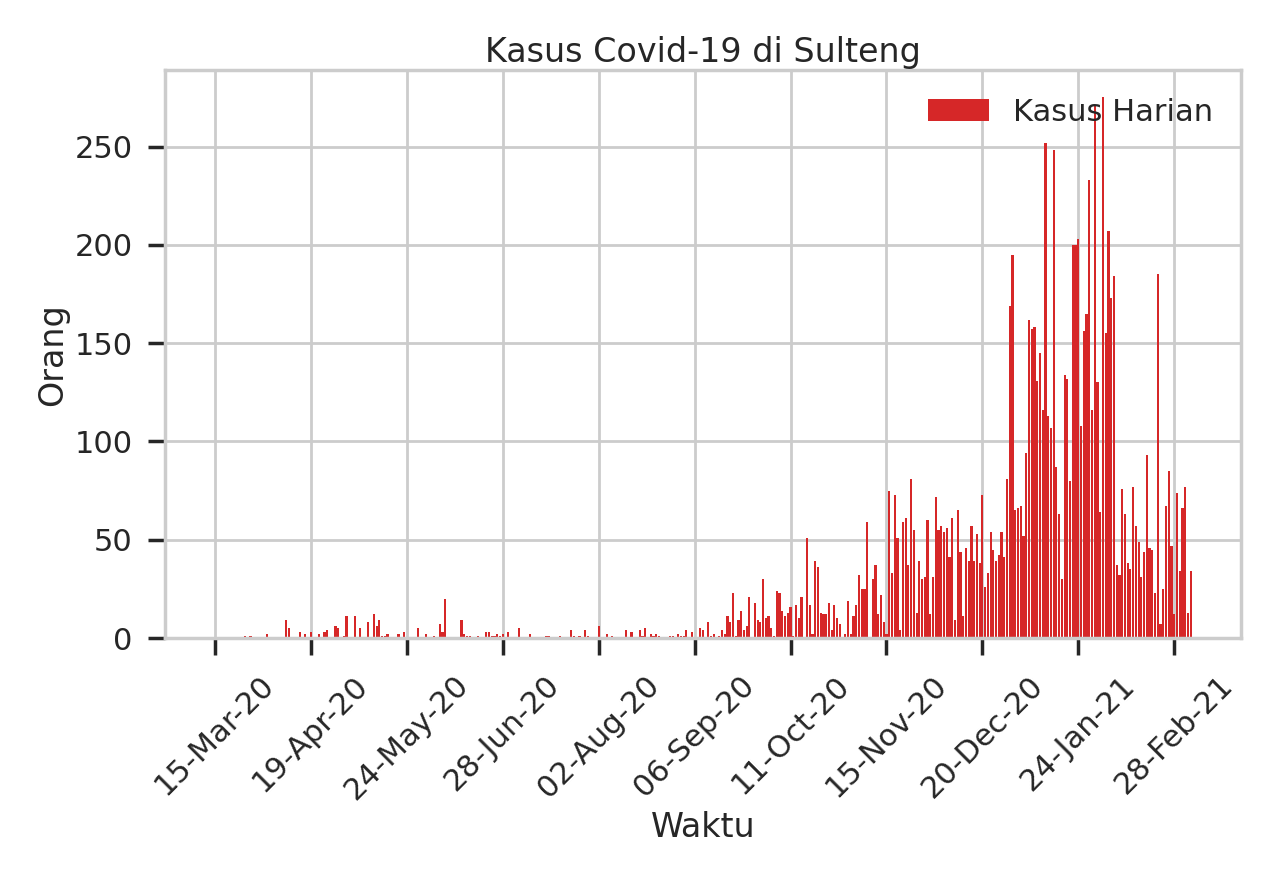 Kasus Covid-19 di Sulteng
Kasus Harian
Orang
250
200
150
100
50
0
15-Mar-20
19-Apr-20
24-May-20
28-Jun-20
02-Aug-20
06-Sep-20
11-Oct-20
15-Nov-20
20-Dec-20
24-Jan-21
28-Feb-21
Waktu